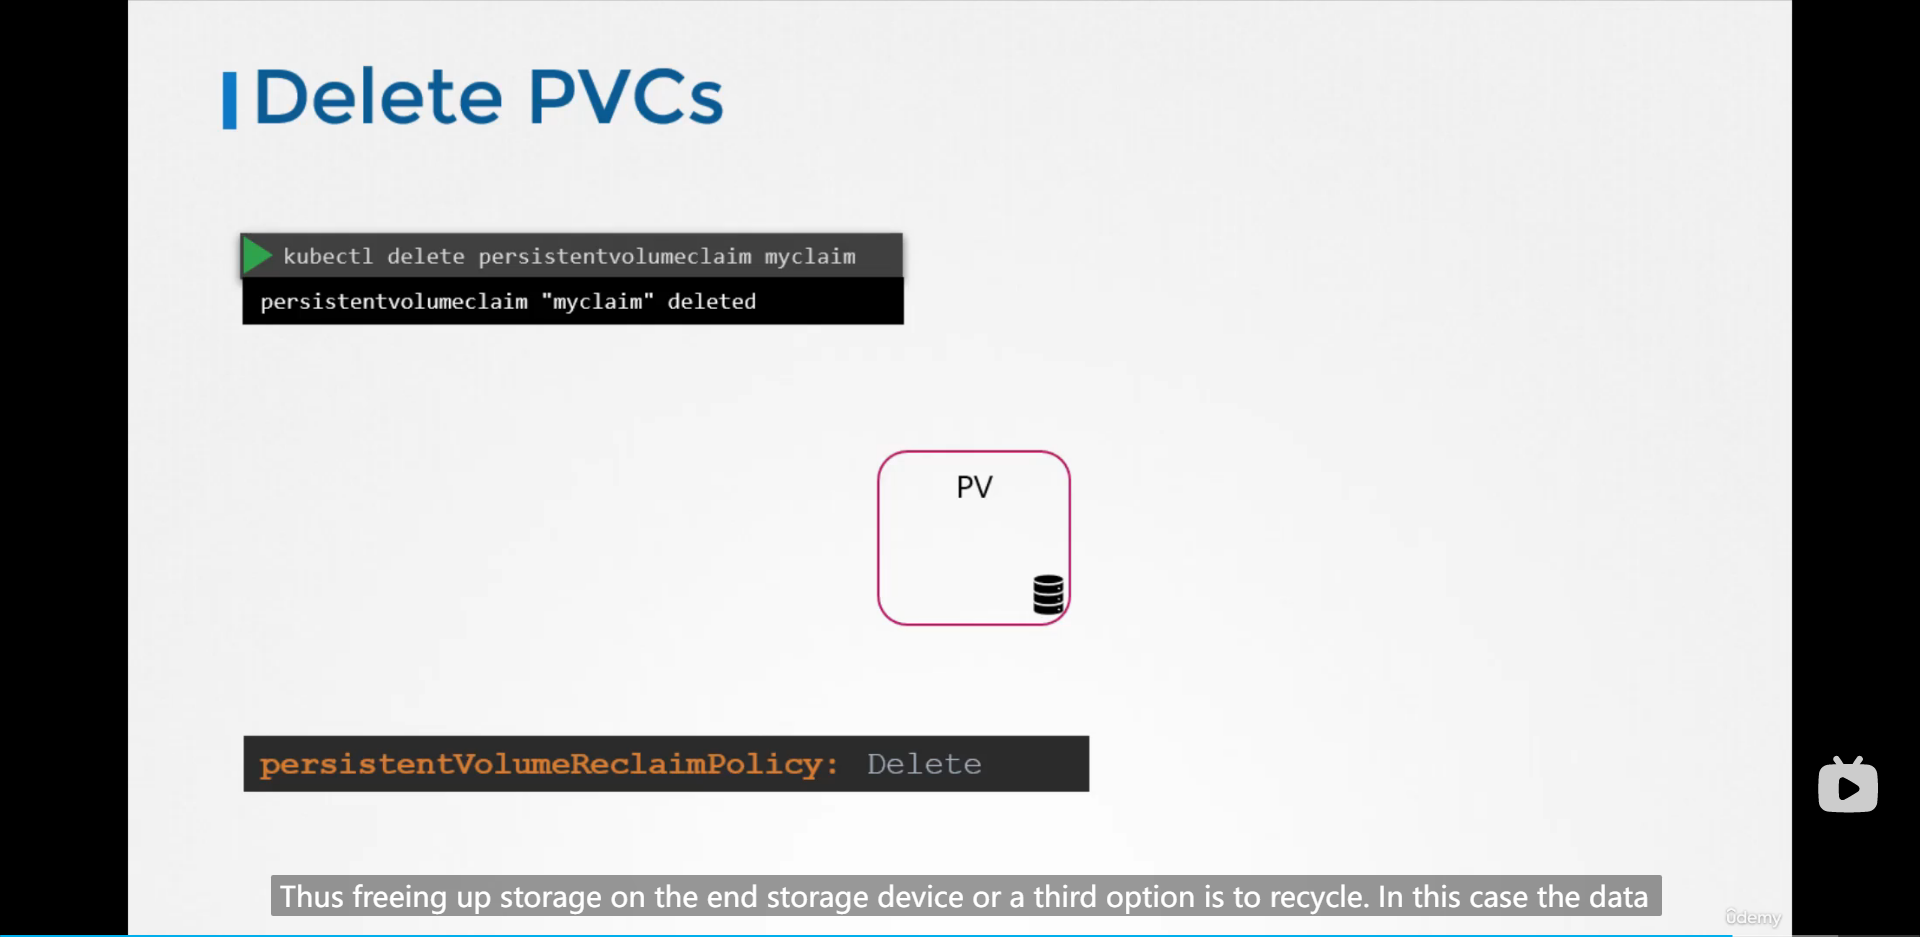 Delete PVCs
kubectl delete persistentvolumeclaim myclaim
persistentvolumeclaim "myclaim" deleted
PV
persistentVolumeReclaimPolicy: Delete
Thus freeing up storage on the end storage device or a third option is to recycle. In this case the data
ûdemy